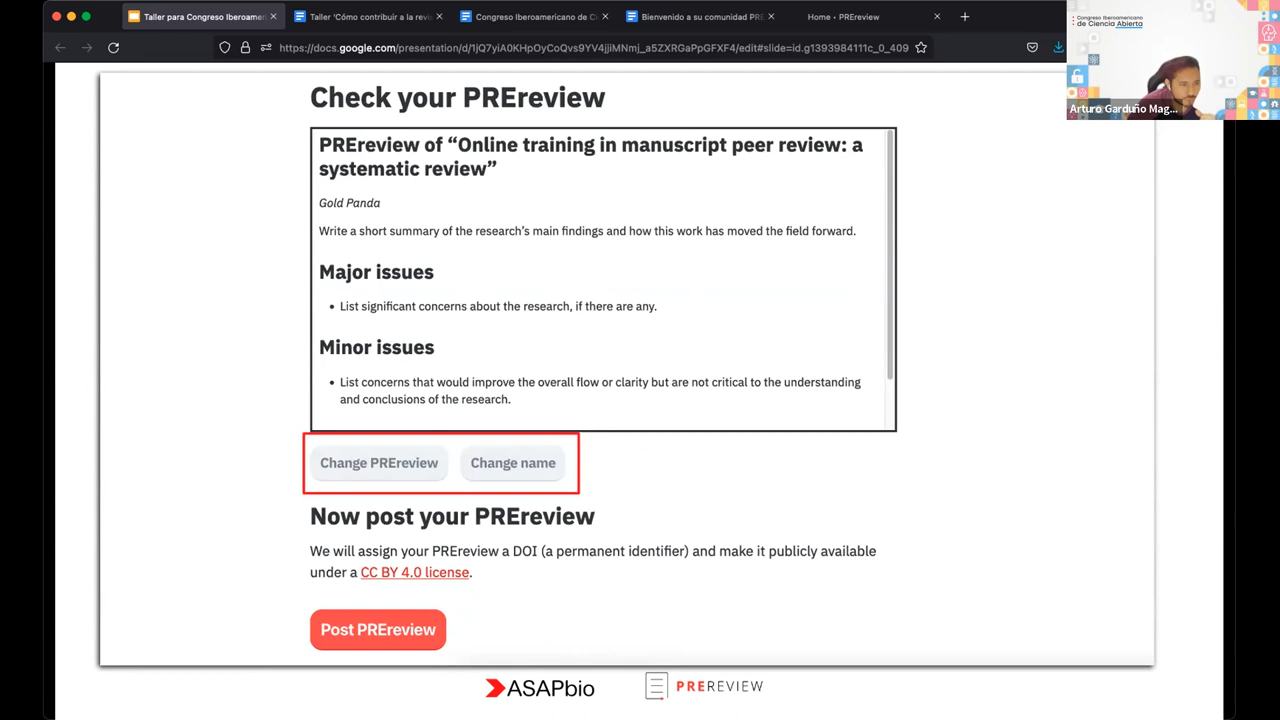 Taller para Congreso Iberoameri
Taller 'Cómo contribuir a la revis
Congreso Iberoamericano de Ci
Bienvenido a su comunidad PRE
Home • PREreview
https://docs.google.com/presentation/d/1jQ7yiA0KHpOyCoQvs9YV4jjiMNmj_a5ZXRGaPpGFXF4/edit#slide=id.g1393984111c_0_409
Congreso Iberoamericano
de Ciencia Abierta
Arturo Garduño Mag...
Check your PREreview
PREreview of “Online training in manuscript peer review: a
systematic review”
Gold Panda
Write a short summary of the research’s main findings and how this work has moved the field forward.
Major issues
• List significant concerns about the research, if there are any.
Minor issues
• List concerns that would improve the overall flow or clarity but are not critical to the understanding
and conclusions of the research.
Change PREreview
Change name
Now post your PREreview
We will assign your PREreview a DOI (a permanent identifier) and make it publicly available
under a CC BY 4.0 license.
Post PREreview
ASAPbio
PREREVIEW